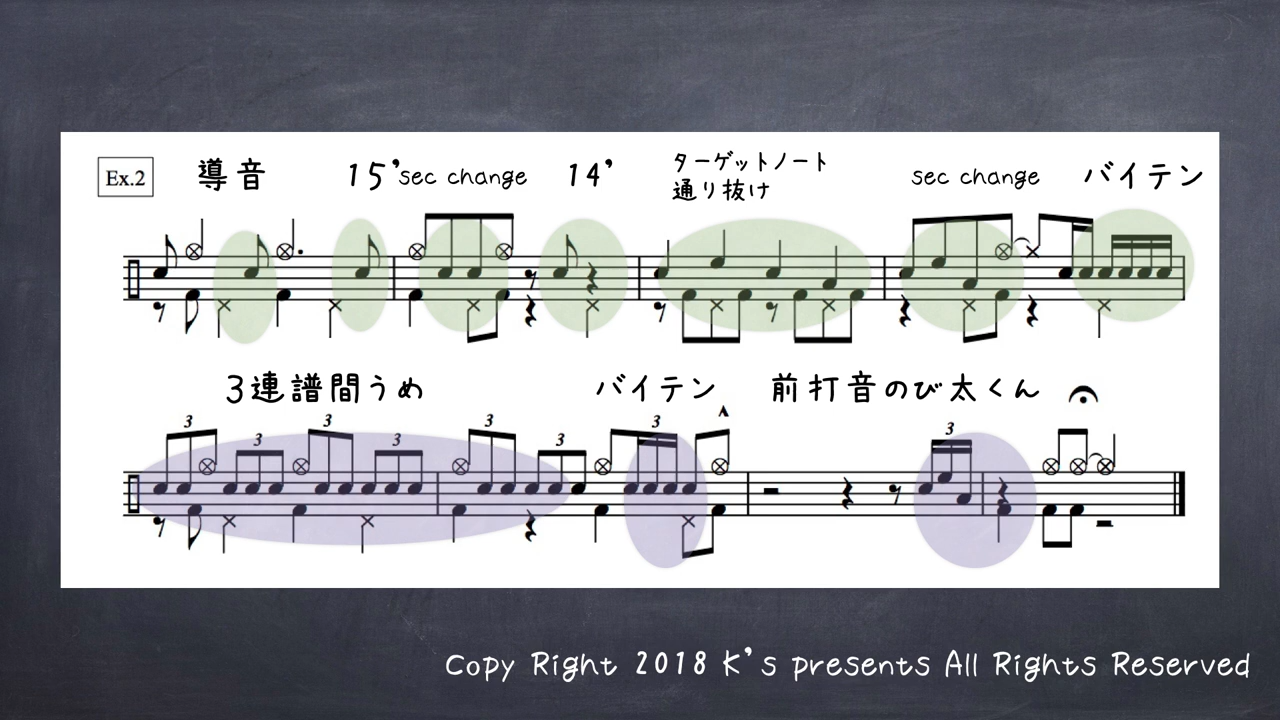 Ex.2
導音
15’sec change
14’
ターゲットノート
通り抜け
sec change
バイテン
3連譜間うめ
バイテン
前打音のび太くん
3
3
3
3
3
3
3
3
Copy Right 2018 K’s presents All Rights Reserved